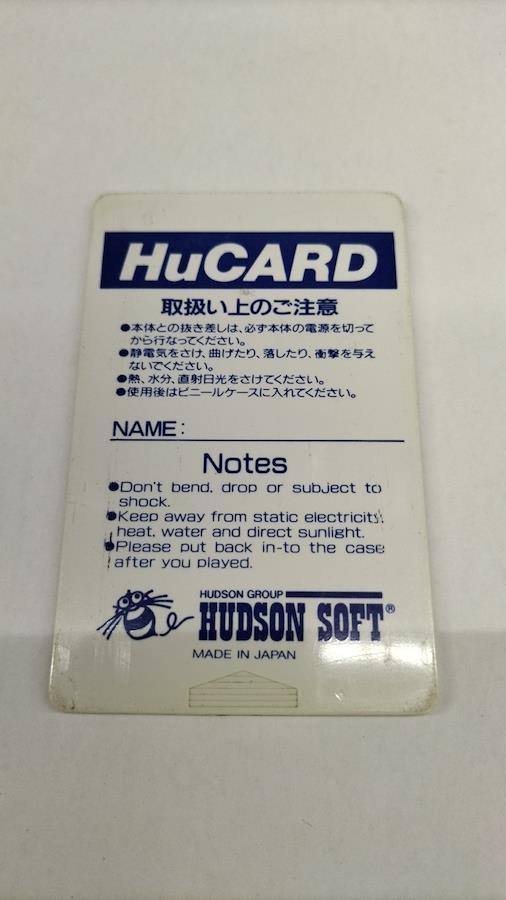 HuCARD
取扱い上のご注意
●本体との抜き差しは、必ず本体の電源を切って
から行なってください。
●静電気をさけ、曲げたり、落したり、衝撃を与え
ないでください。
●熱、水分、直射日光をさけてください。
●使用後はビニールケースに入れてください。
NAME:
Notes
●Don't bend, drop or subject to
shock.
●Keep away from static electricity,
heat, water and direct sunlight.
●Please put back in-to the case
after you played.
HUDSON GROUP
HUDSON SOFT®
MADE IN JAPAN